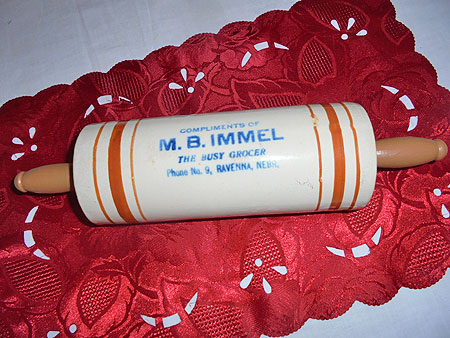 COMPLIMENTS OF
M. B. IMMEL
THE BUSY GROCER
Phone No. 9, RAVENNA, NEBR.